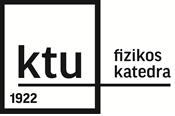 ktu
1922
fizikos
katedra